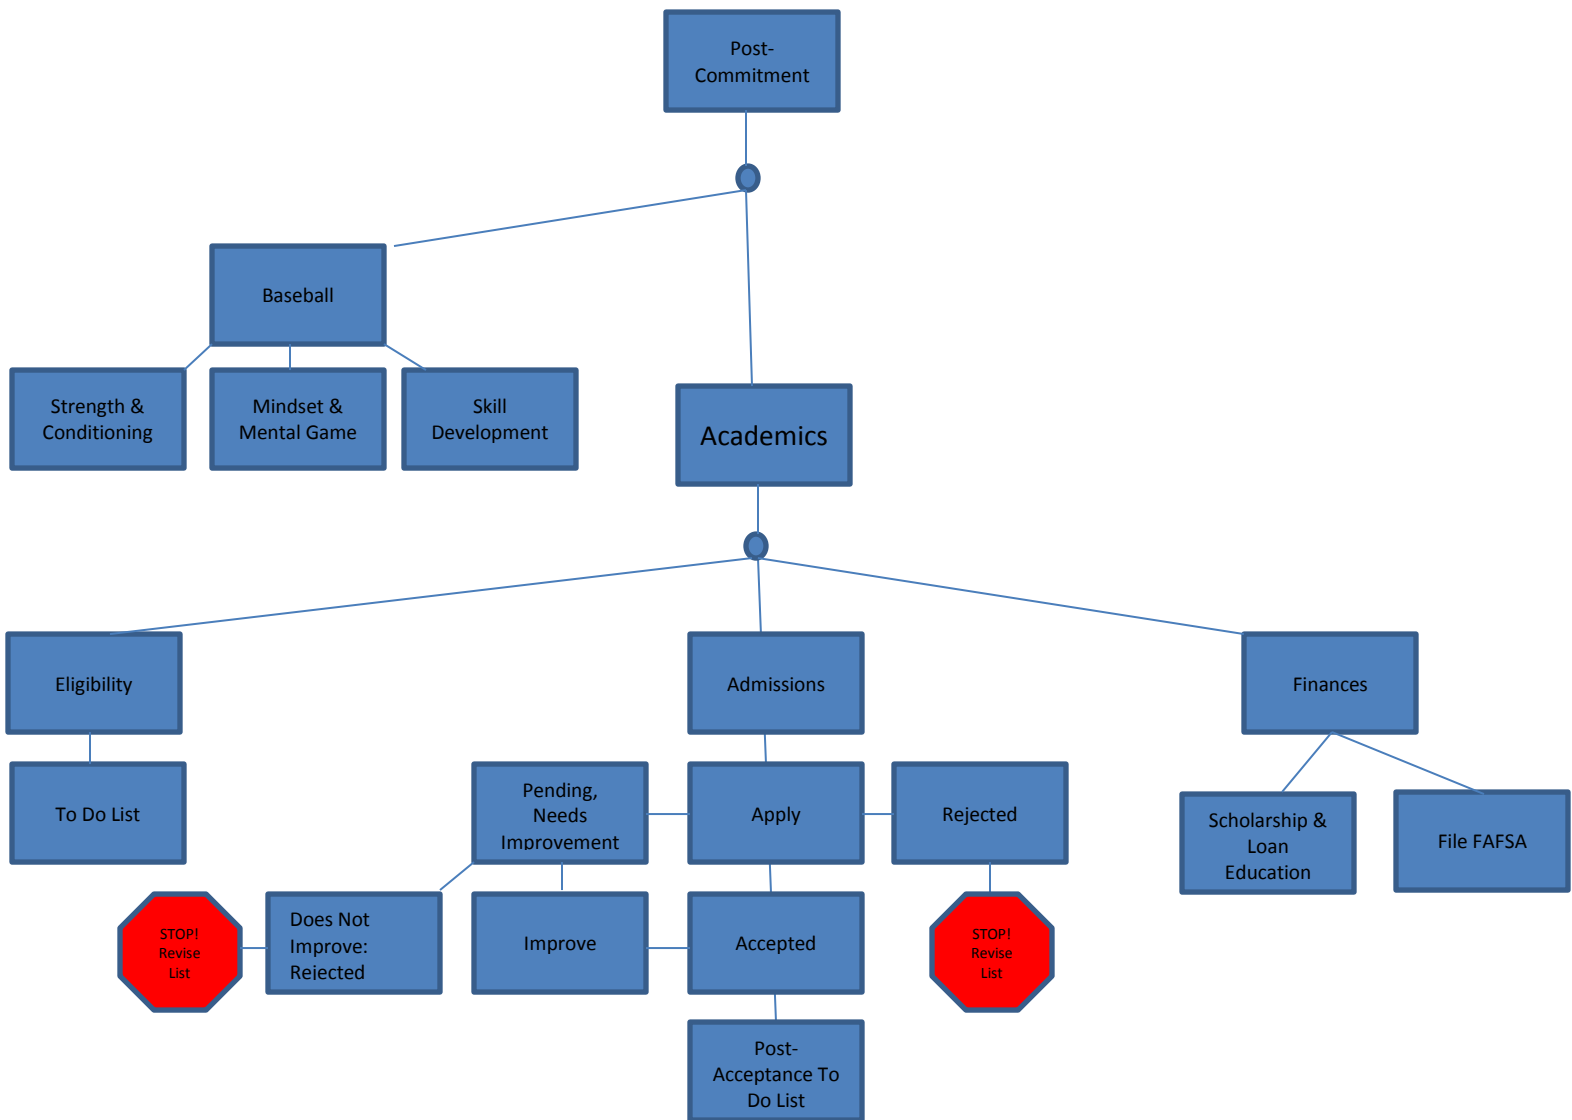 Post-
Commitment
Baseball
Strength &
Conditioning
Mindset &
Mental Game
Skill
Development
Academics
Eligibility
Admissions
Finances
To Do List
Pending,
Needs
Improvement
Apply
Rejected
Scholarship &
Loan
Education
File FAFSA
STOP!
Revise
List
Does Not
Improve:
Rejected
Improve
Accepted
STOP!
Revise
List
Post-
Acceptance To
Do List